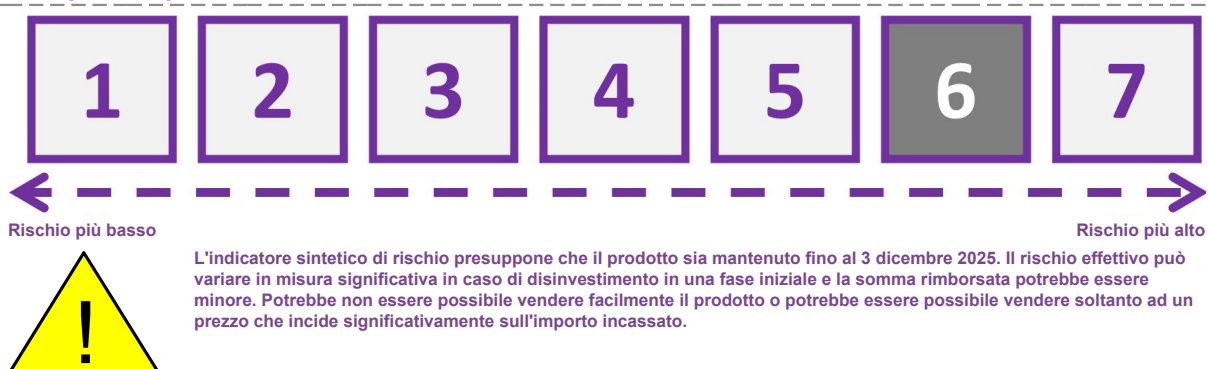 1 2 3 4 5 6 7
Rischio più basso Rischio più alto
!
L'indicatore sintetico di rischio presuppone che il prodotto sia mantenuto fino al 3 dicembre 2025. Il rischio effettivo può
variare in misura significativa in caso di disinvestimento in una fase iniziale e la somma rimborsata potrebbe essere
minore. Potrebbe non essere possibile vendere facilmente il prodotto o potrebbe essere possibile vendere soltanto ad un
prezzo che incide significativamente sull'importo incassato.